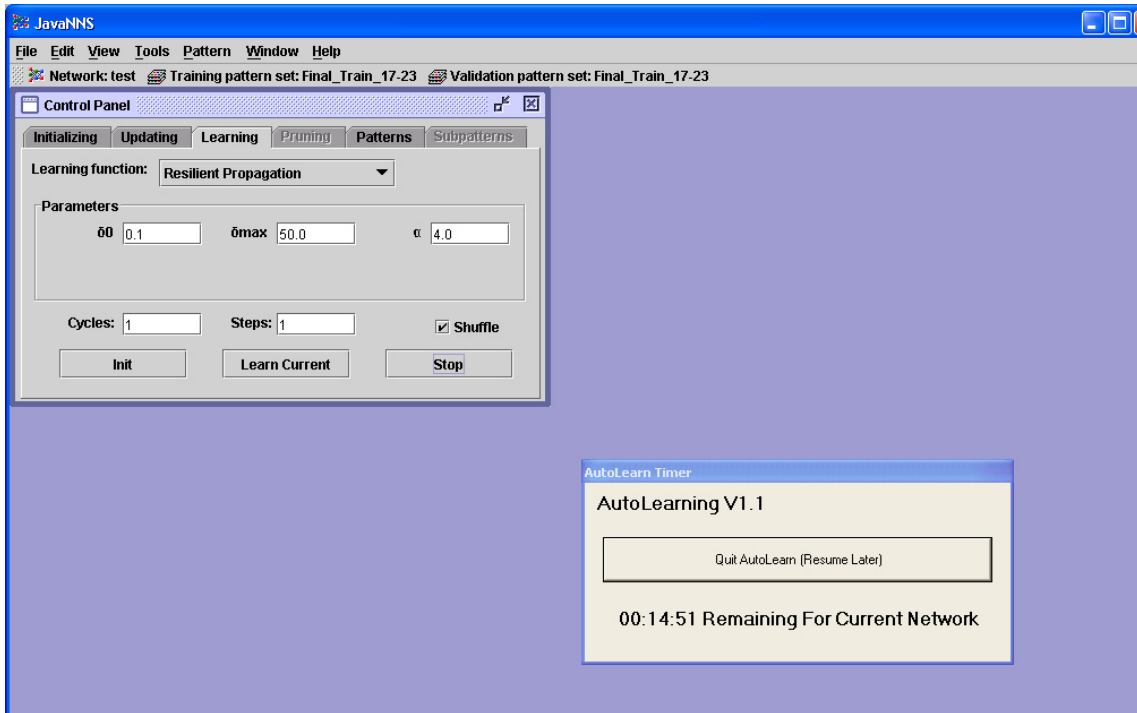 JavaNNS
File Edit View Tools Pattern Window Help
Network: test Training pattern set: Final_Train_17-23 Validation pattern set: Final_Train_17-23
Control Panel
Initializing Updating Learning Pruning Patterns Subpatterns
Learning function: Resilient Propagation
Parameters
δ0 0.1 δmax 50.0 α 4.0
Cycles: 1 Steps: 1 Shuffle
Init Learn Current Stop
AutoLearn Timer
AutoLearning V1.1
Quit AutoLearn (Resume Later)
00:14:51 Remaining For Current Network